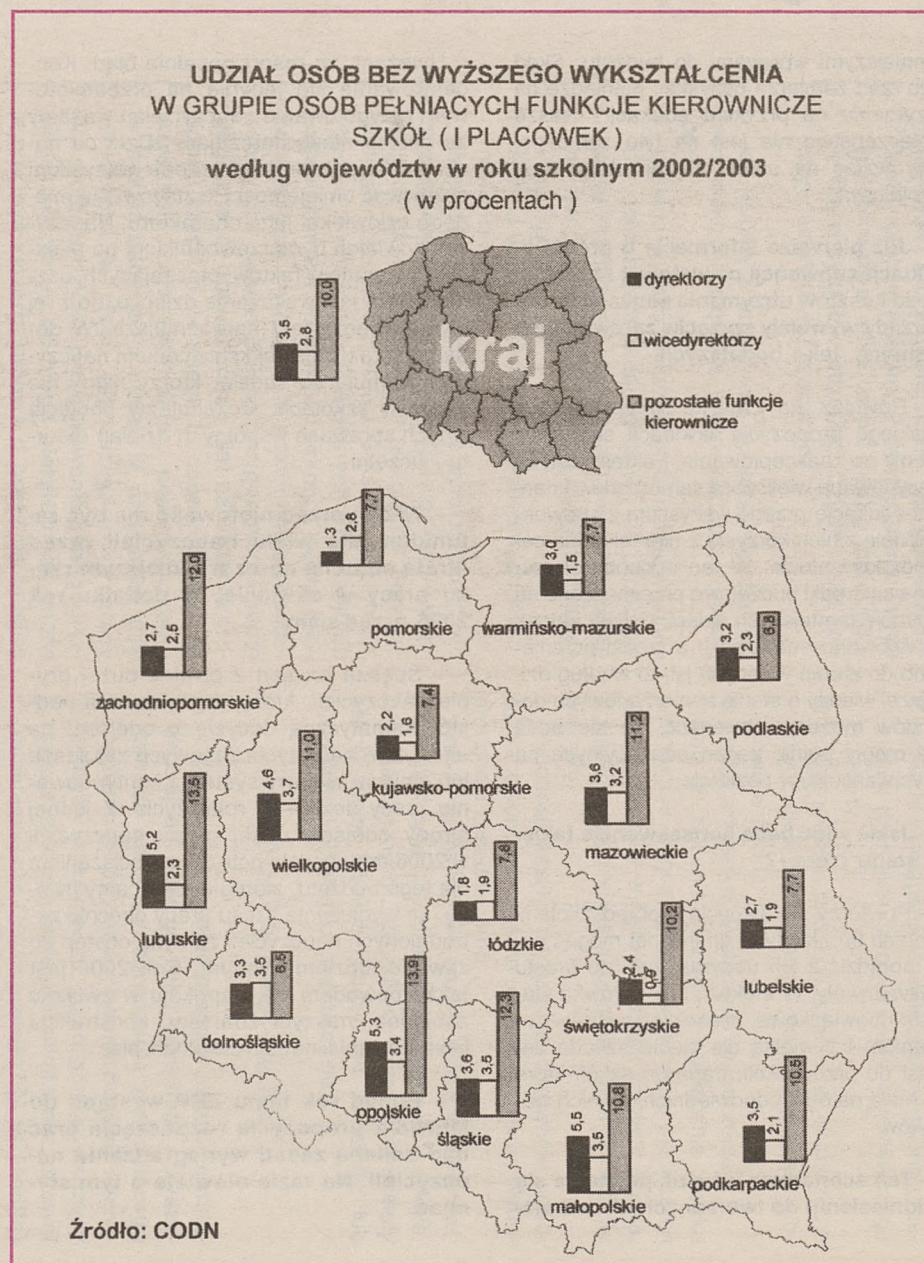 UDZIAŁ OSÓB BEZ WYŻSZEGO WYKSZTAŁCENIA
W GRUPIE OSÓB PEŁNIĄCYCH FUNKCJE KIEROWNICZE
SZKÓŁ ( I PLACÓWEK )
według województw w roku szkolnym 2002/2003
( w procentach )
3,5 2,8 10,0
kraj
dyrektorzy
wicedyrektorzy
pozostałe funkcje
kierownicze
1,3 2,8 7,7
pomorskie
3,0 1,5 7,7
warmińsko-mazurskie
2,7 2,5 12,0
zachodniopomorskie
3,2 2,3 6,8
podlaskie
2,2 1,6 7,4
kujawsko-pomorskie
4,6 3,7 11,0
wielkopolskie
3,6 3,2 11,2
mazowieckie
5,2 2,3 13,5
lubuskie
1,8 1,9 7,8
łódzkie
2,7 1,9 7,7
lubelskie
3,3 3,5 6,5
dolnośląskie
2,4 0,9 10,2
świętokrzyskie
5,3 3,4 13,9
opolskie
3,6 3,5 12,3
śląskie
5,5 3,5 10,8
małopolskie
3,5 2,1 10,5
podkarpackie
Źródło: CODN